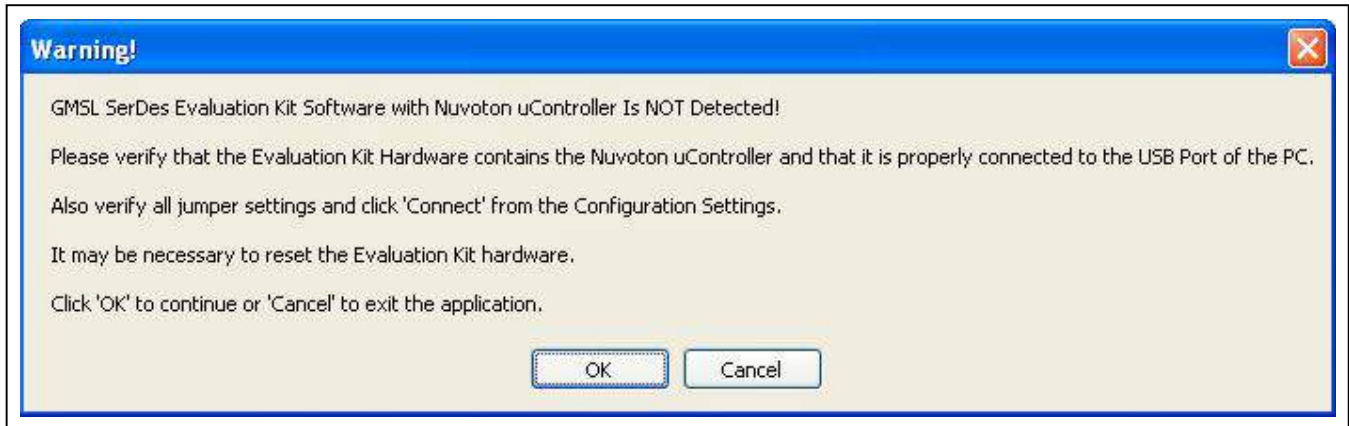 Warning!
GMSL SerDes Evaluation Kit Software with Nuvoton uController Is NOT Detected!
Please verify that the Evaluation Kit Hardware contains the Nuvoton uController and that it is properly connected to the USB Port of the PC.
Also verify all jumper settings and click 'Connect' from the Configuration Settings.
It may be necessary to reset the Evaluation Kit hardware.
Click 'OK' to continue or 'Cancel' to exit the application.
OK Cancel